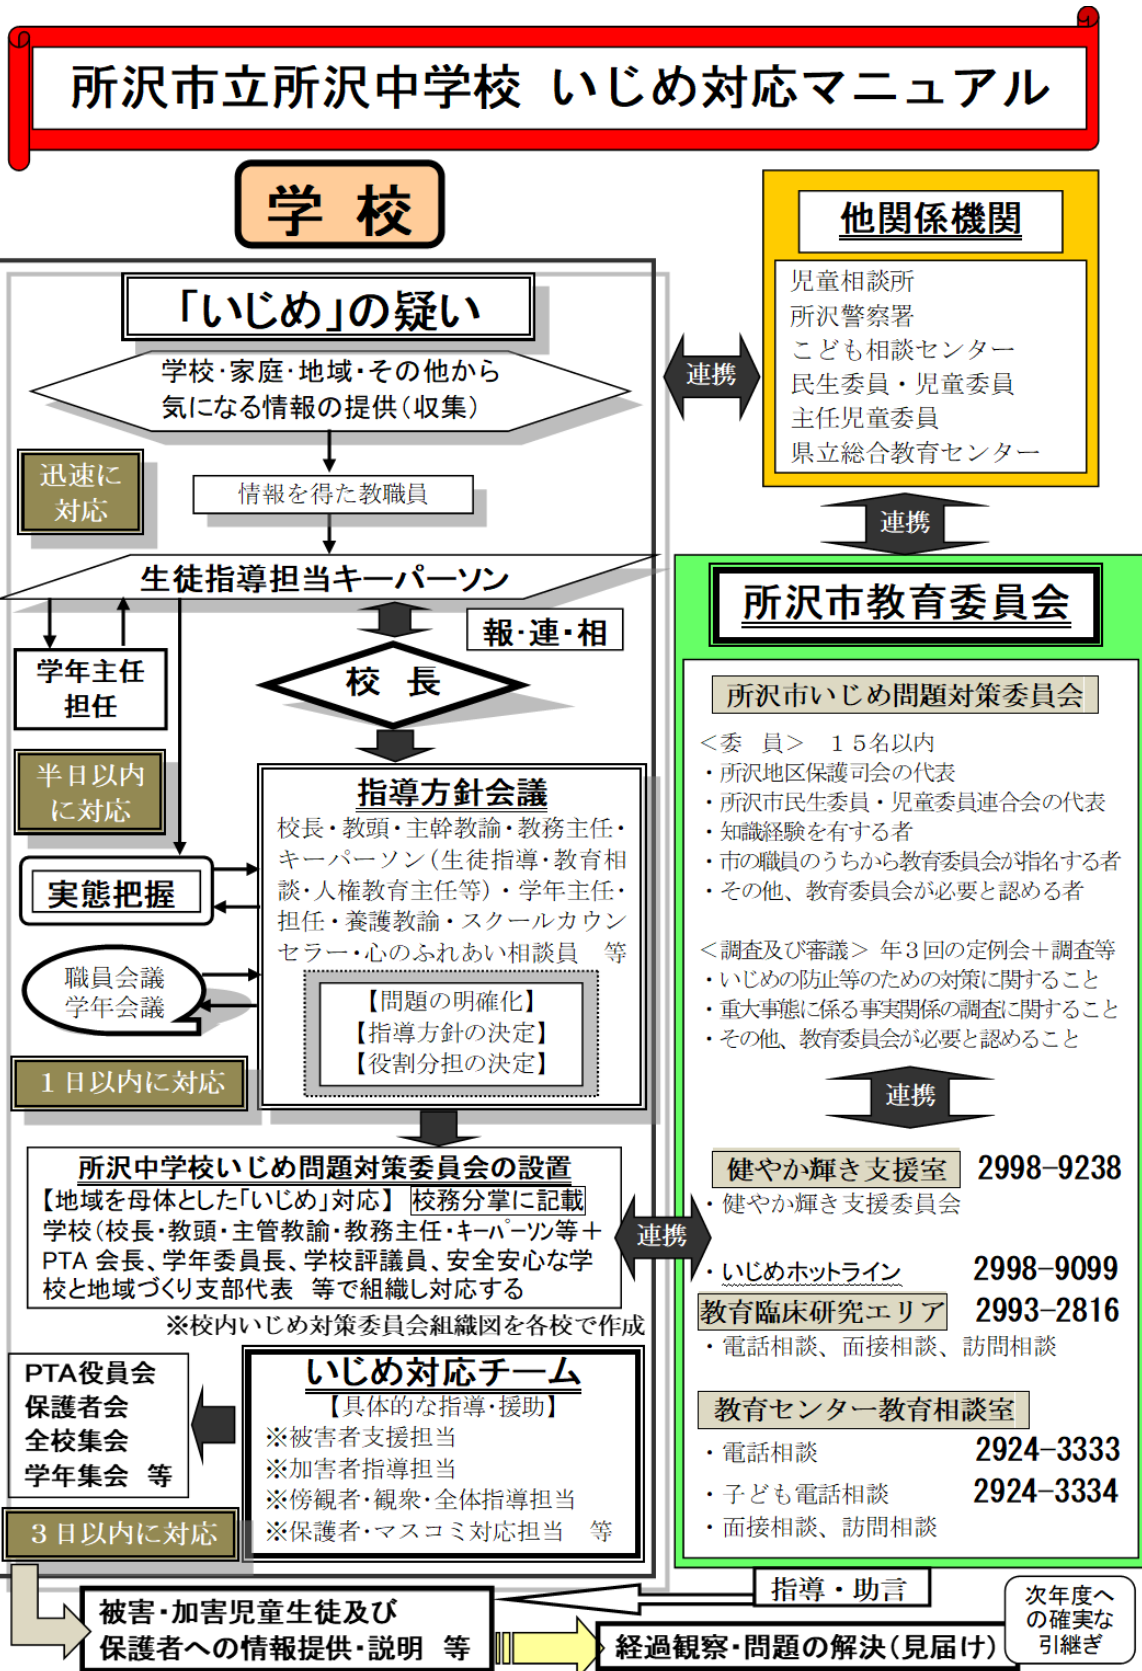 所沢市立所沢中学校 いじめ対応マニュアル
学 校
「いじめ」の疑い
学校・家庭・地域・その他から
気になる情報の提供（収集）
迅速に
対応
情報を得た教職員
生徒指導担当キーパーソン
報・連・相
学年主任
担任
校 長
半日以内
に対応
指導方針会議
校長・教頭・主幹教諭・教務主任・
キーパーソン（生徒指導・教育相
談・人権教育主任等）・学年主任・
担任・養護教諭・スクールカウン
セラー・心のふれあい相談員 等
実態把握
職員会議
学年会議
【問題の明確化】
【指導方針の決定】
【役割分担の決定】
１日以内に対応
所沢中学校いじめ問題対策委員会の設置
【地域を母体とした「いじめ」対応】 校務分掌に記載
学校（校長・教頭・主管教諭・教務主任・キーパーソン等＋
PTA 会長、学年委員長、学校評議員、安全安心な学
校と地域づくり支部代表 等で組織し対応する
※校内いじめ対策委員会組織図を各校で作成
PTA役員会
保護者会
全校集会
学年集会 等
いじめ対応チーム
【具体的な指導・援助】
※被害者支援担当
※加害者指導担当
※傍観者・観衆・全体指導担当
※保護者・マスコミ対応担当 等
３日以内に対応
連携
他関係機関
児童相談所
所沢警察署
こども相談センター
民生委員・児童委員
主任児童委員
県立総合教育センター
連携
所沢市教育委員会
所沢市いじめ問題対策委員会
＜委 員＞ １５名以内
・所沢地区保護司会の代表
・所沢市民生委員・児童委員連合会の代表
・知識経験を有する者
・市の職員のうちから教育委員会が指名する者
・その他、教育委員会が必要と認める者
＜調査及び審議＞ 年３回の定例会＋調査等
・いじめの防止等のための対策に関すること
・重大事態に係る事実関係の調査に関すること
・その他、教育委員会が必要と認めること
連携
健やか輝き支援室 2998-9238
・健やか輝き支援委員会
連携
・いじめホットライン 2998-9099
教育臨床研究エリア 2993-2816
・電話相談、面接相談、訪問相談
教育センター教育相談室
・電話相談 2924-3333
・子ども電話相談 2924-3334
・面接相談、訪問相談
指導・助言
被害・加害児童生徒及び
保護者への情報提供・説明 等
経過観察・問題の解決（見届け）
次年度へ
の確実な
引継ぎ